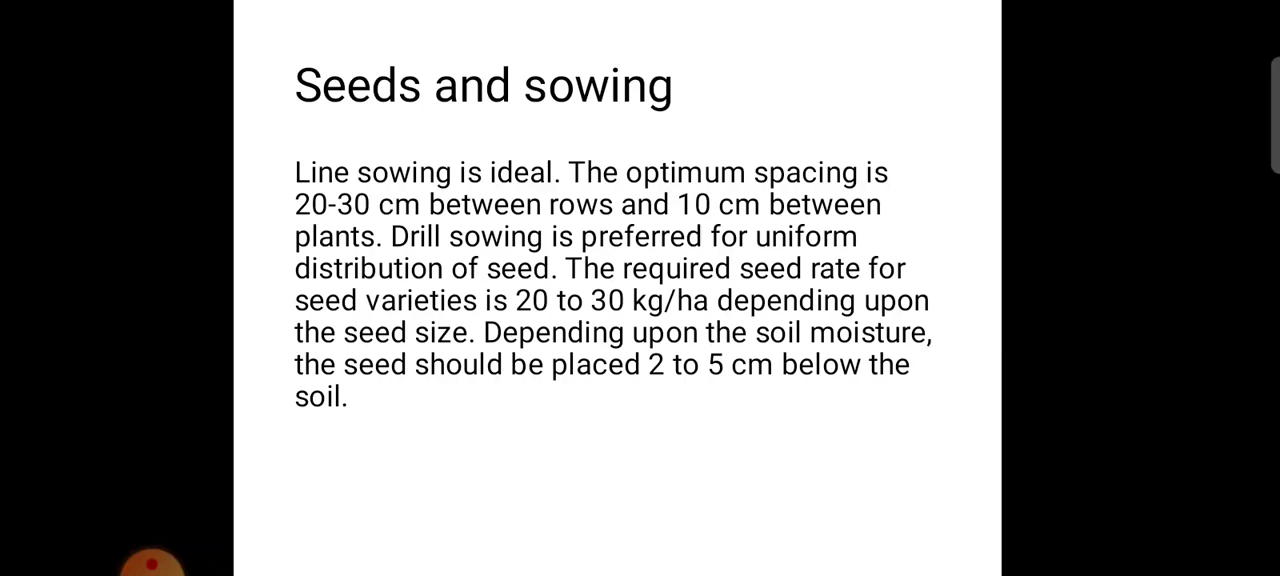 Seeds and sowing
Line sowing is ideal. The optimum spacing is
20-30 cm between rows and 10 cm between
plants. Drill sowing is preferred for uniform
distribution of seed. The required seed rate for
seed varieties is 20 to 30 kg/ha depending upon
the seed size. Depending upon the soil moisture,
the seed should be placed 2 to 5 cm below the
soil.